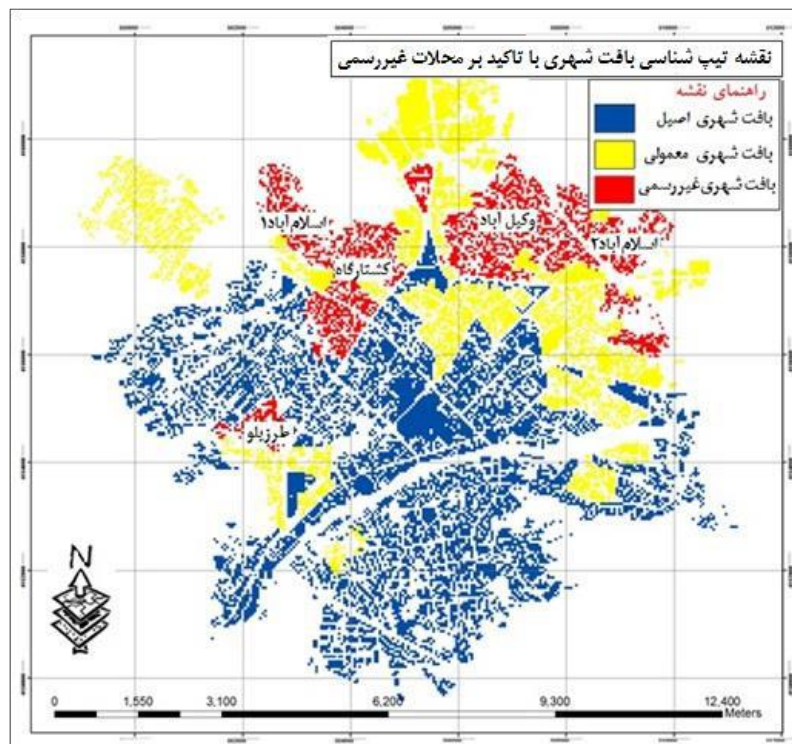 نقشه تیپ شناسی بافت شهری با تاکید بر محلات غیررسمی
راهنمای نقشه
بافت شهری اصیل
بافت شهری معمولی
بافت شهری غیررسمی
اسلام آباد۱
وکیل آباد
اسلام آباد۲
کشتارگاه
طرزیلو
N
0 1,550 3,100 6,200 9,300 12,400
Meters